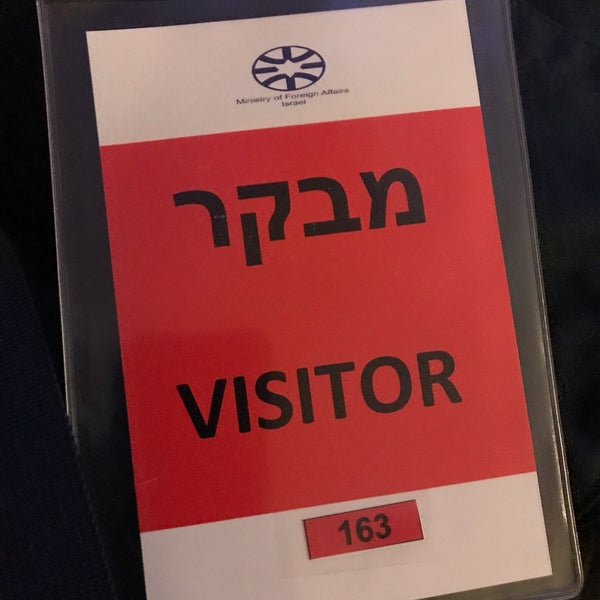 Ministry of Foreign Affairs
Israel
מבקר
VISITOR
163